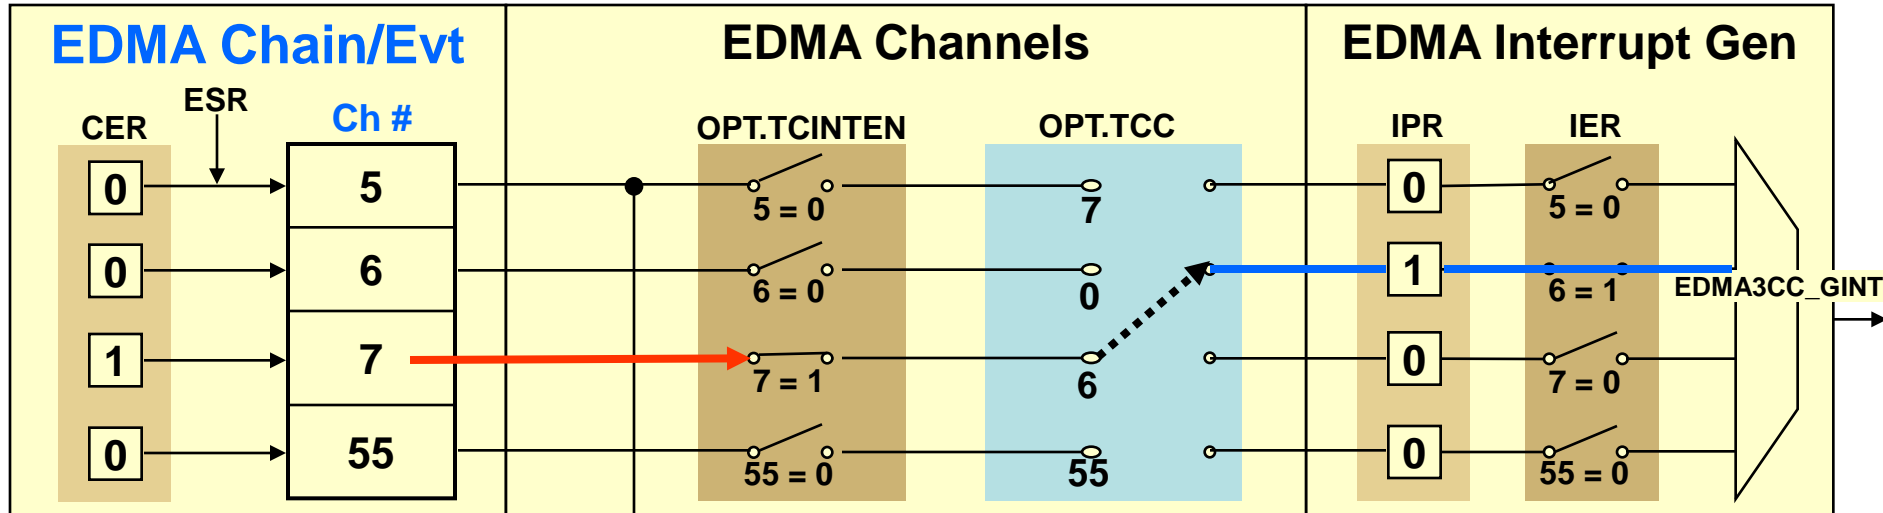 EDMA Chain/Evt
EDMA Channels
EDMA Interrupt Gen
ESR
CER
Ch #
OPT.TCINTEN
OPT.TCC
IPR
IER
0
5
5 = 0
7
0
5 = 0
0
6
6 = 0
0
1
6 = 1
EDMA3CC_GINT
1
7
7 = 1
6
0
7 = 0
0
55
55 = 0
55
0
55 = 0